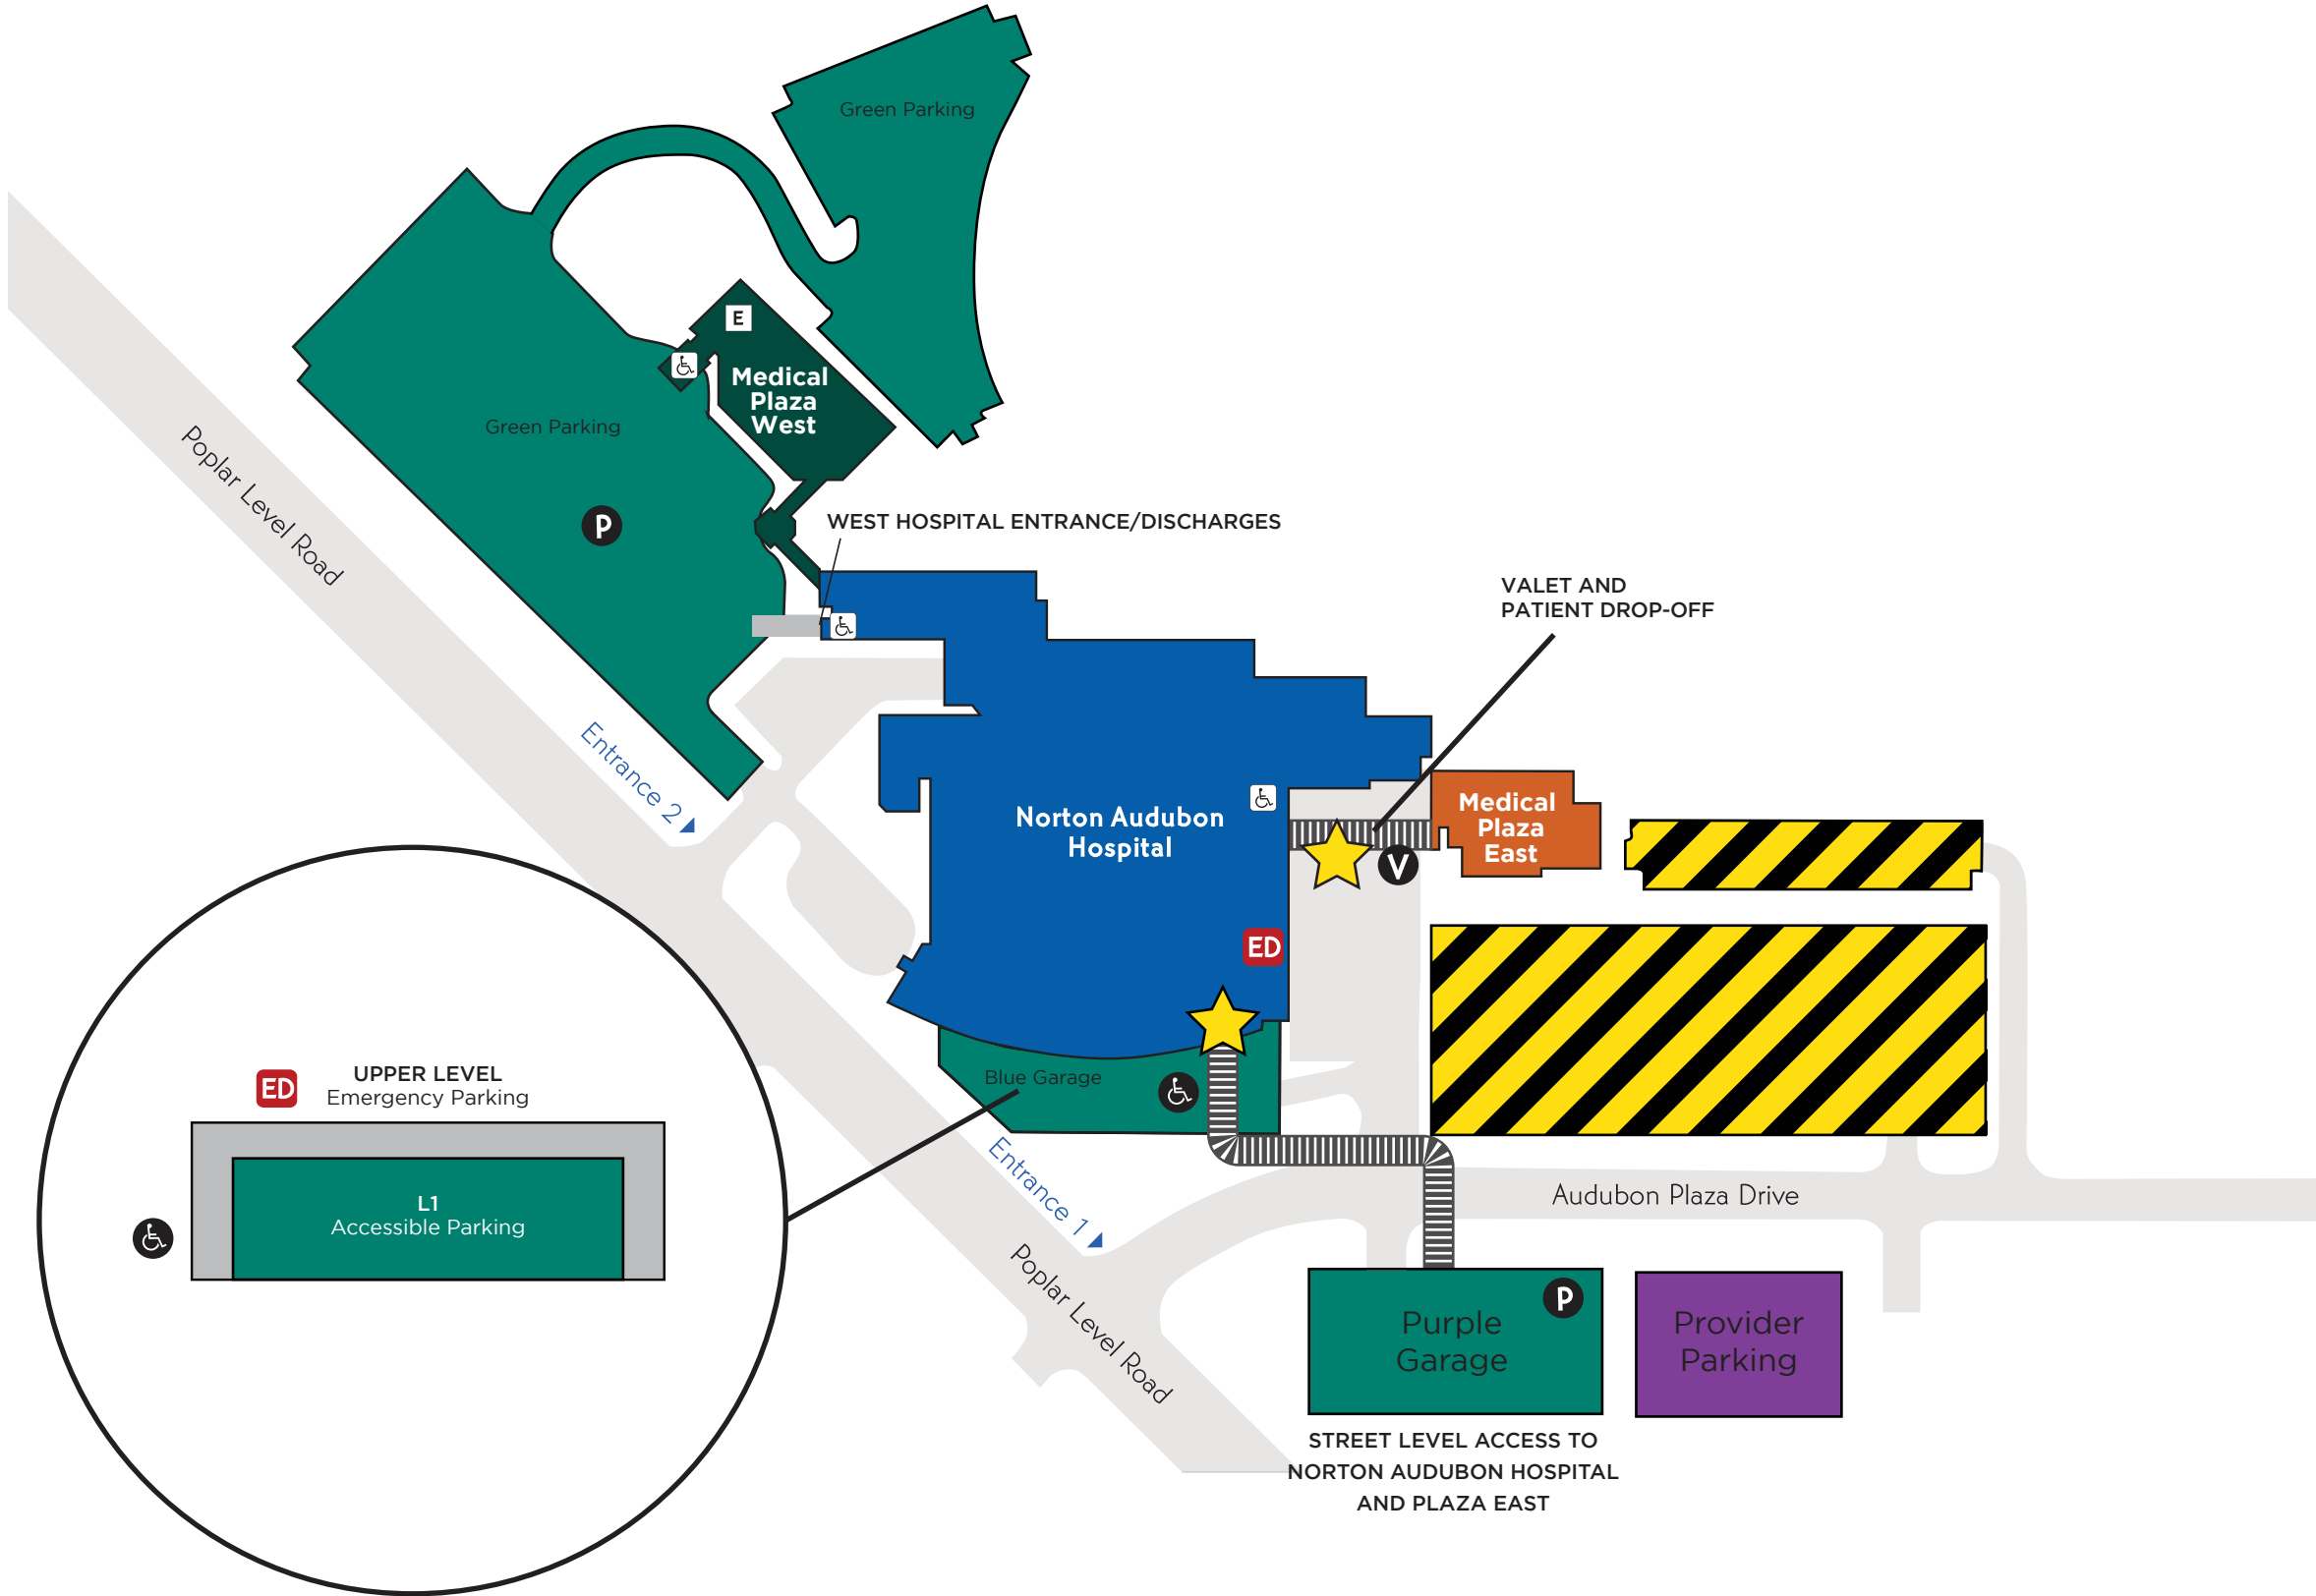 Green Parking
E
Medical
Plaza
West
Green Parking
Poplar Level Road
P
WEST HOSPITAL ENTRANCE/DISCHARGES
VALET AND
PATIENT DROP-OFF
Entrance 2
Norton Audubon
Hospital
Medical
Plaza
East
V
ED
Blue Garage
UPPER LEVEL
Emergency Parking
ED
L1
Accessible Parking
Entrance 1
Audubon Plaza Drive
Poplar Level Road
P
Purple
Garage
Provider
Parking
STREET LEVEL ACCESS TO
NORTON AUDUBON HOSPITAL
AND PLAZA EAST